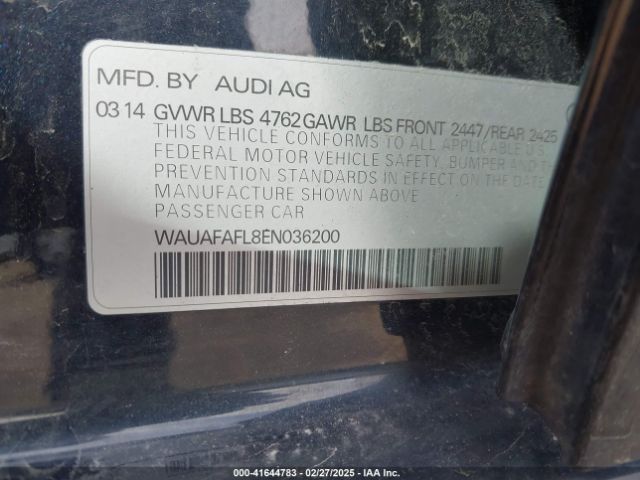 MFD. BY AUDI AG
03 14 GVWR LBS 4762 GAWR LBS FRONT 2447/REAR 2425
THIS VEHICLE CONFORMS TO ALL APPLICABLE U.S.
FEDERAL MOTOR VEHICLE SAFETY, BUMPER AND
PREVENTION STANDARDS IN EFFECT ON THE DATE
MANUFACTURE SHOWN ABOVE
PASSENGER CAR
WAUAFAFL8EN036200
000-41644783 - 02/27/2025 - IAA Inc.